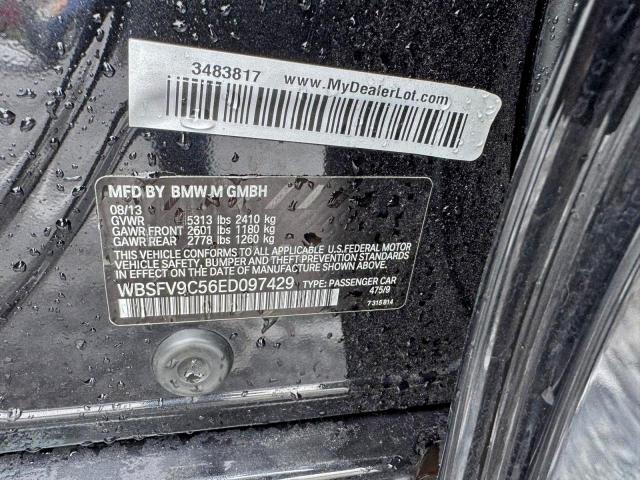 3483817 www.MyDealerLot.com
MFD BY BMW M GMBH
08/13
GVWR 5313 lbs 2410 kg
GAWR FRONT 2601 lbs 1180 kg
GAWR REAR 2778 lbs 1260 kg
THIS VEHICLE CONFORMS TO ALL APPLICABLE U.S.FEDERAL MOTOR
VEHICLE SAFETY, BUMPER, AND THEFT PREVENTION STANDARDS
IN EFFECT ON THE DATE OF MANUFACTURE SHOWN ABOVE.
WBSFV9C56ED097429 TYPE: PASSENGER CAR
475/9
7315814